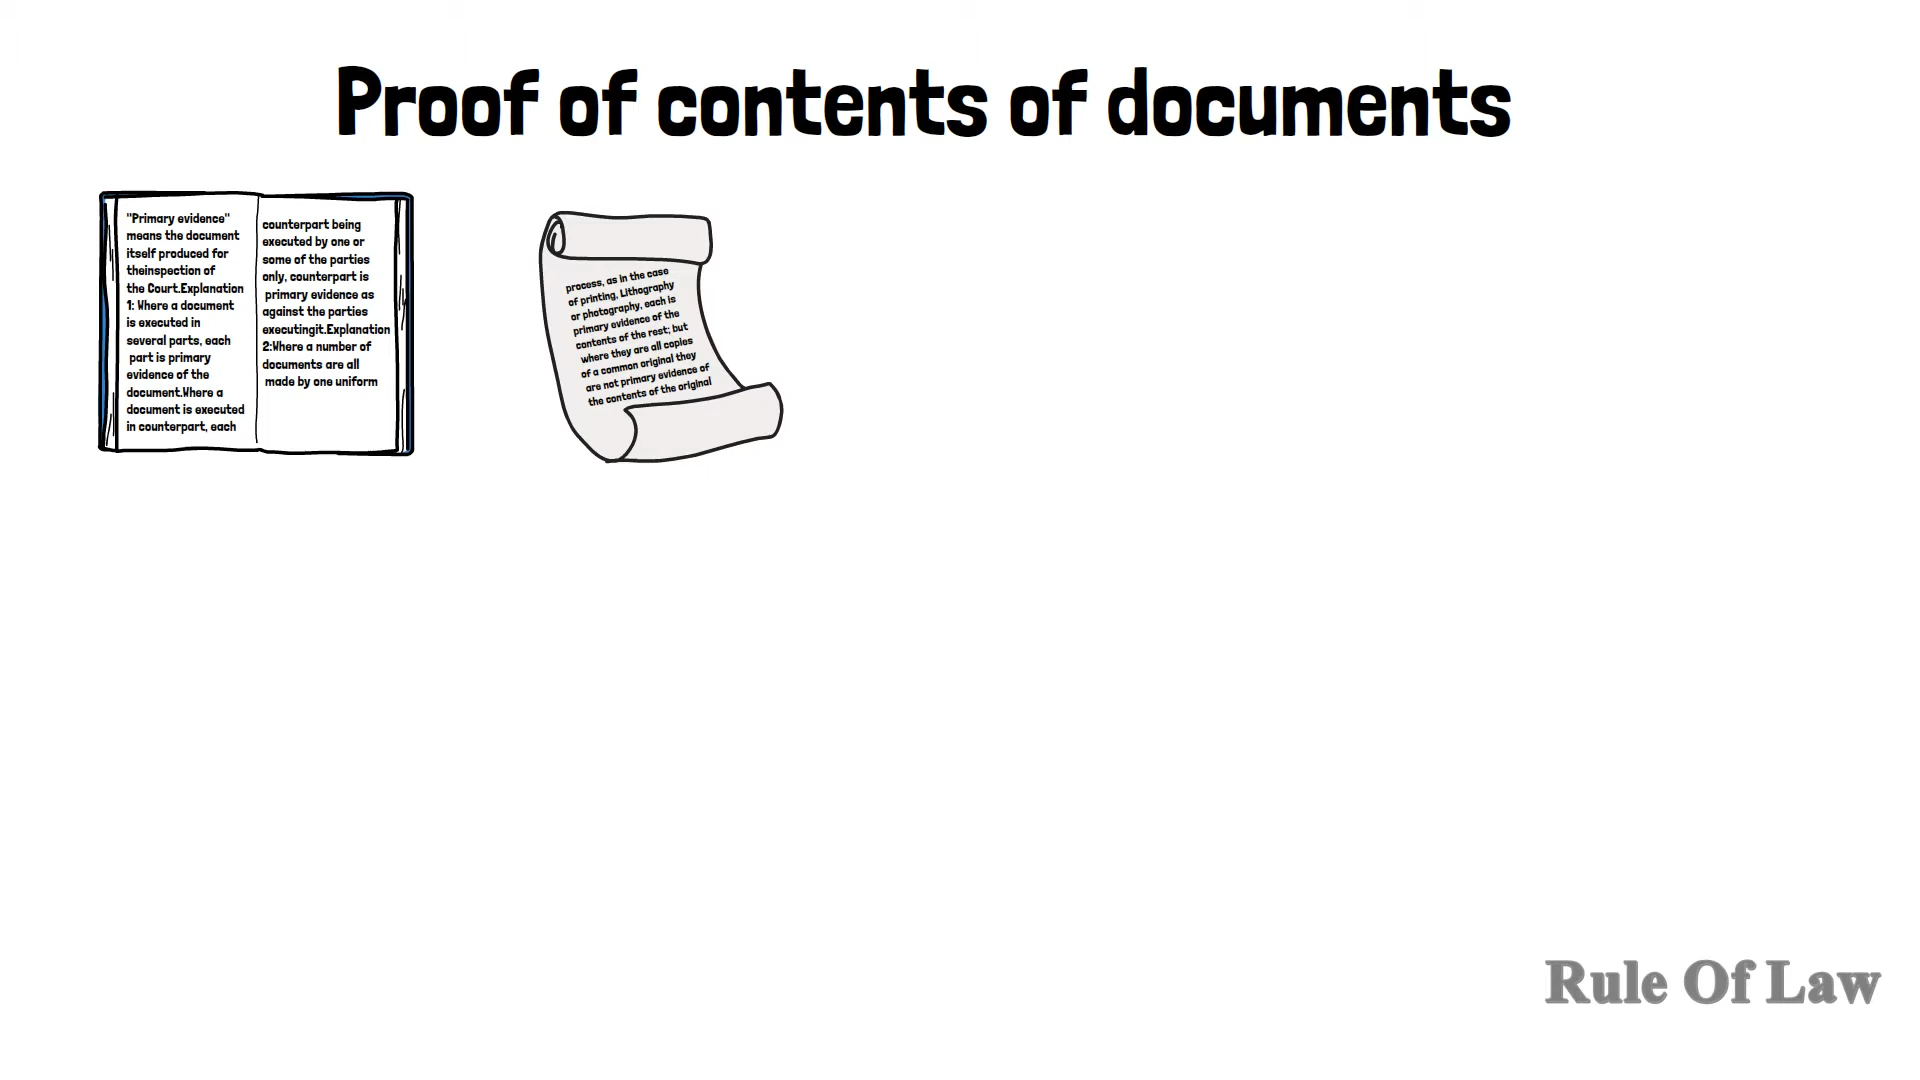 Proof of contents of documents
"Primary evidence"
means the document
itself produced for
theinspection of
the Court.Explanation
1: Where a document
is executed in
several parts, each
part is primary
evidence of the
document.Where a
document is executed
in counterpart, each
counterpart being
executed by one or
some of the parties
only, counterpart is
primary evidence as
against the parties
executingit.Explanation
2:Where a number of
documents are all
made by one uniform
process, as in the case
of printing, Lithography
or photography, each is
primary evidence of the
contents of the rest; but
where they are all copies
of a common original they
are not primary evidence of
the contents of the original
Rule Of Law